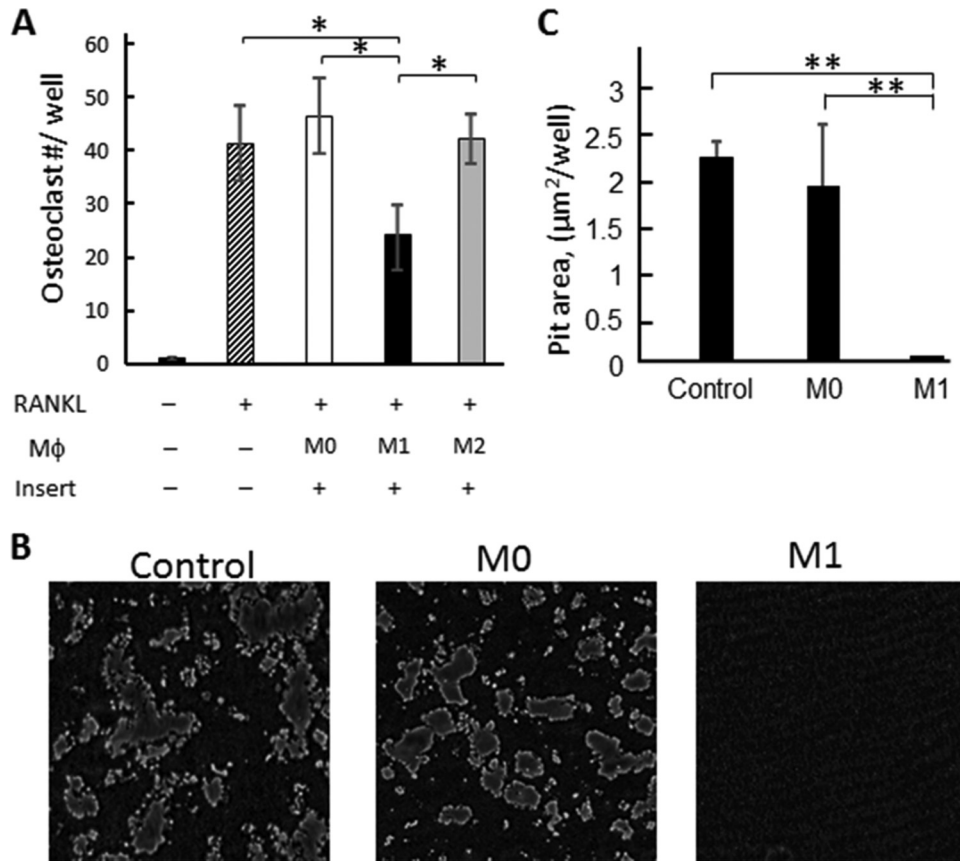 A
Osteoclast #/ well
60
50
40
30
20
10
0
*
*
*
RANKL – + + + +
Mϕ – – M0 M1 M2
Insert – – + + +
C
Pit area, (µm²/well)
3
2.5
2
1.5
1
0.5
0
**
**
Control M0 M1
B
Control M0 M1